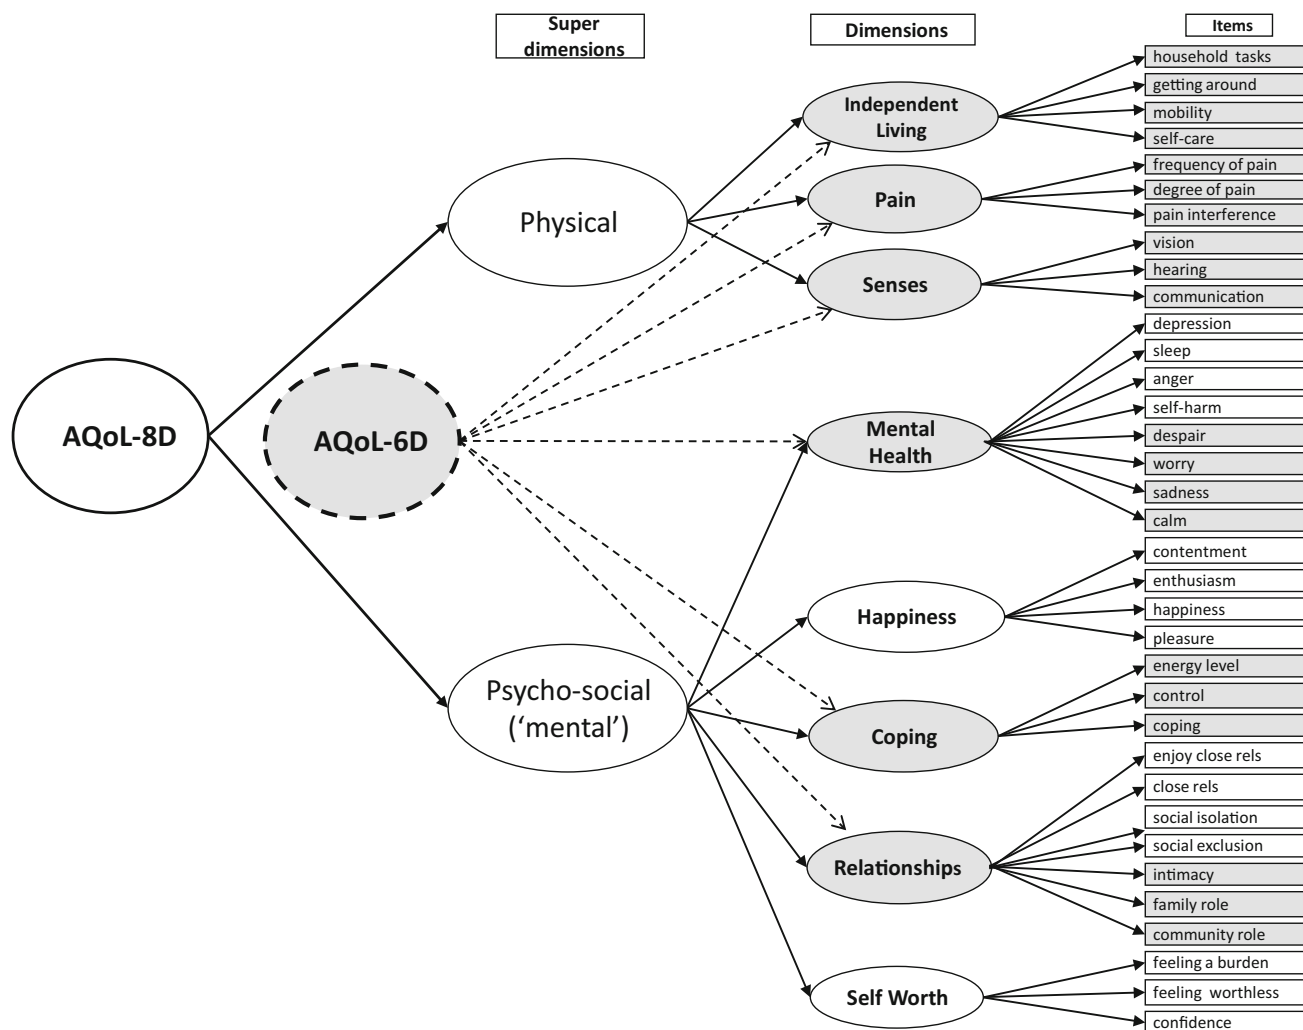 Super
dimensions
Dimensions
Items
AQoL-8D
AQoL-6D
Physical
Psycho-social
(‘mental’)
Independent
Living
Pain
Senses
Mental
Health
Happiness
Coping
Relationships
Self Worth
household tasks
getting around
mobility
self-care
frequency of pain
degree of pain
pain interference
vision
hearing
communication
depression
sleep
anger
self-harm
despair
worry
sadness
calm
contentment
enthusiasm
happiness
pleasure
energy level
control
coping
enjoy close rels
close rels
social isolation
social exclusion
intimacy
family role
community role
feeling a burden
feeling worthless
confidence